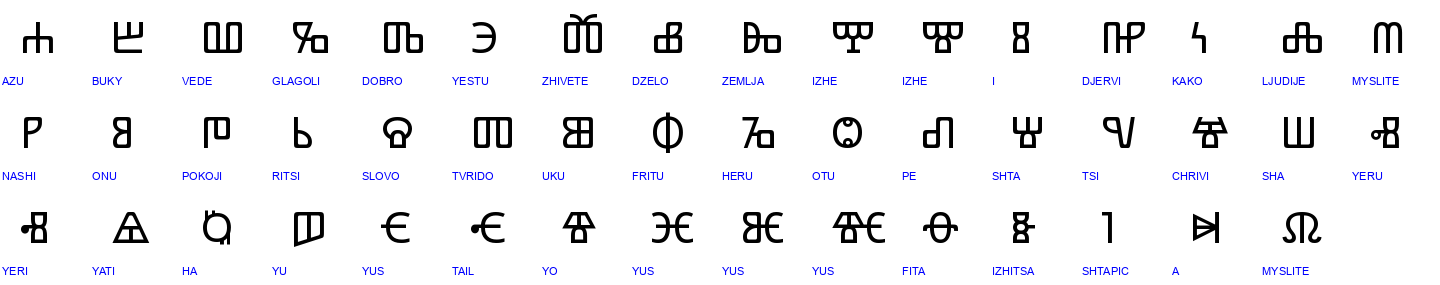 Ⰰ Ⰱ Ⰲ Ⰳ Ⰴ Ⰵ Ⰶ Ⰷ Ⰸ Ⰹ Ⰺ Ⰻ Ⰼ Ⰽ Ⰾ Ⰿ
AZU BUKY VEDE GLAGOLI DOBRO YESTU ZHIVETE DZELO ZEMLJA IZHE IZHE I DJERVI KAKO LJUDIJE MYSLITE
Ⱀ Ⱁ Ⱂ Ⱃ Ⱄ Ⱅ Ⱆ Ⱇ Ⱈ Ⱉ Ⱊ Ⱋ Ⱌ Ⱍ Ⱎ Ⱏ
NASHI ONU POKOJI RITSI SLOVO TVRIDO UKU FRITU HERU OTU PE SHTA TSI CHRIVI SHA YERU
Ⱐ Ⱑ Ⱒ Ⱓ Ⱔ Ⱕ Ⱖ Ⱗ Ⱘ Ⱙ Ⱚ Ⱛ Ⱜ Ⱝ Ⱞ
YERI YATI HA YU YUS TAIL YO YUS YUS YUS FITA IZHITSA SHTAPIC A MYSLITE